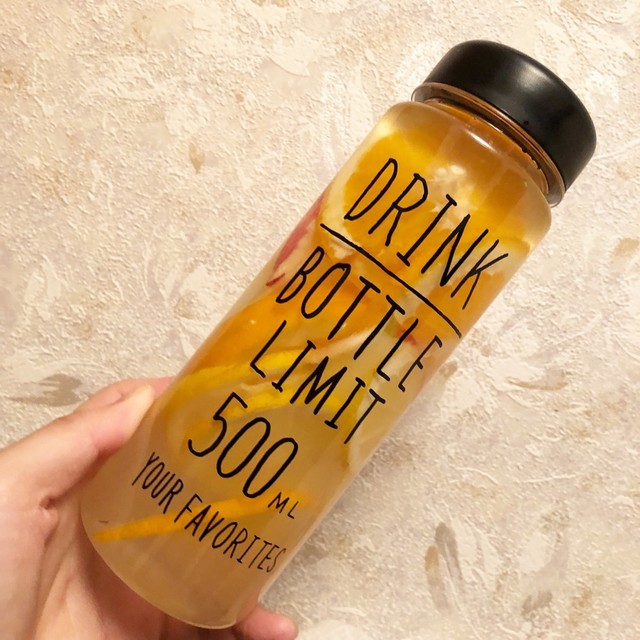 DRINK
BOTTLE
LIMIT
500 ML
YOUR FAVORITES